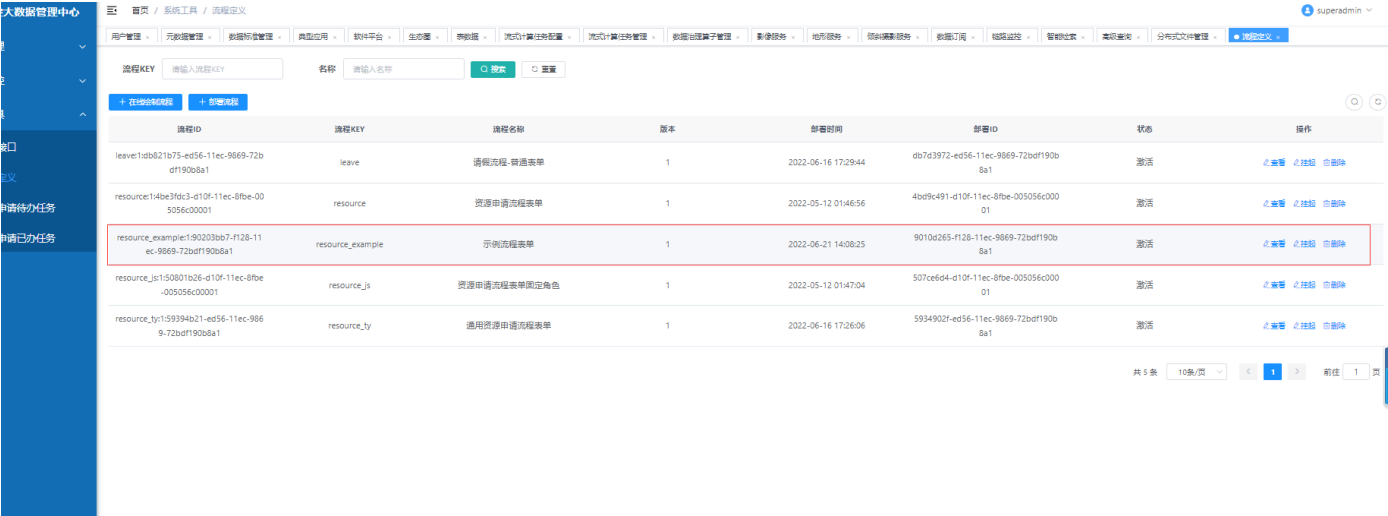 大数据管理中心
首页 / 系统工具 / 流程定义
superadmin
用户管理 × 元数据管理 × 数据标准管理 × 典型应用 × 软件平台 × 生态圈 × 表数据 × 流式计算任务配置 × 流式计算任务管理 × 数据治理算子管理 × 影像服务 × 地形服务 × 倾斜摄影服务 × 数据订阅 × 链路监控 × 智能检索 × 高级查询 × 分布式文件管理 × 流程定义 ×
流程KEY 请输入流程KEY 名称 请输入名称 搜索 重置
+ 在线绘制流程 + 部署流程
接口
定义
申请待办任务
申请已办任务
流程ID 流程KEY 流程名称 版本 部署时间 部署ID 状态 操作
leave:1:db821b75-ed56-11ec-9869-72b
df190b8a1
leave 请假流程-普通表单 1 2022-06-16 17:29:44
db7d3972-ed56-11ec-9869-72bdf190b
8a1
激活 查看 挂起 删除
resource:1:4be3fdc3-d10f-11ec-8fbe-00
5056c00001
resource 资源申请流程表单 1 2022-05-12 01:46:56
4bd9c491-d10f-11ec-8fbe-005056c000
01
激活 查看 挂起 删除
resource_example:1:90203bb7-f128-11
ec-9869-72bdf190b8a1
resource_example 示例流程表单 1 2022-06-21 14:08:25
9010d265-f128-11ec-9869-72bdf190b
8a1
激活 查看 挂起 删除
resource_js:1:50801b26-d10f-11ec-8fbe
-005056c00001
resource_js 资源申请流程表单固定角色 1 2022-05-12 01:47:04
507ce6d4-d10f-11ec-8fbe-005056c000
01
激活 查看 挂起 删除
resource_ty:1:59394b21-ed56-11ec-986
9-72bdf190b8a1
resource_ty 通用资源申请流程表单 1 2022-06-16 17:26:06
5934902f-ed56-11ec-9869-72bdf190b
8a1
激活 查看 挂起 删除
共 5 条 10条/页 < 1 > 前往 1 页